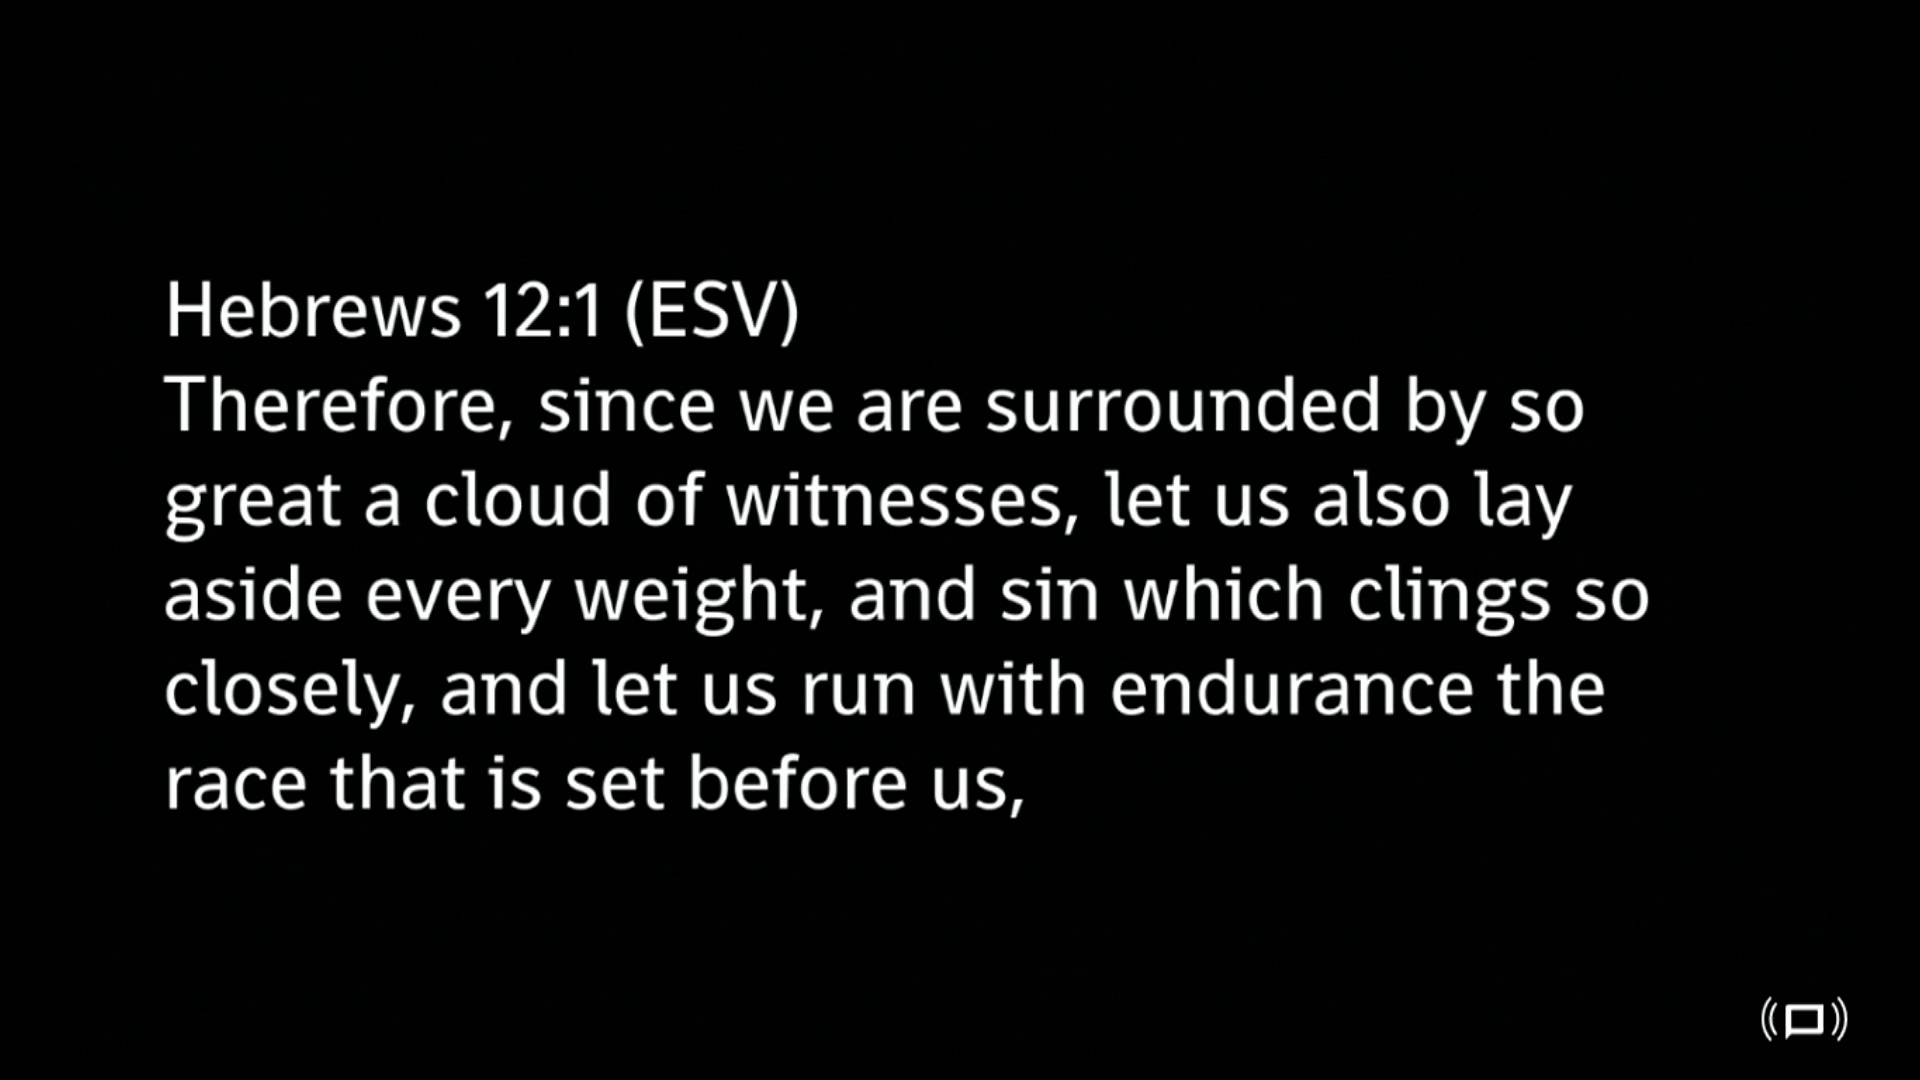 Hebrews 12:1 (ESV)
Therefore, since we are surrounded by so
great a cloud of witnesses, let us also lay
aside every weight, and sin which clings so
closely, and let us run with endurance the
race that is set before us,